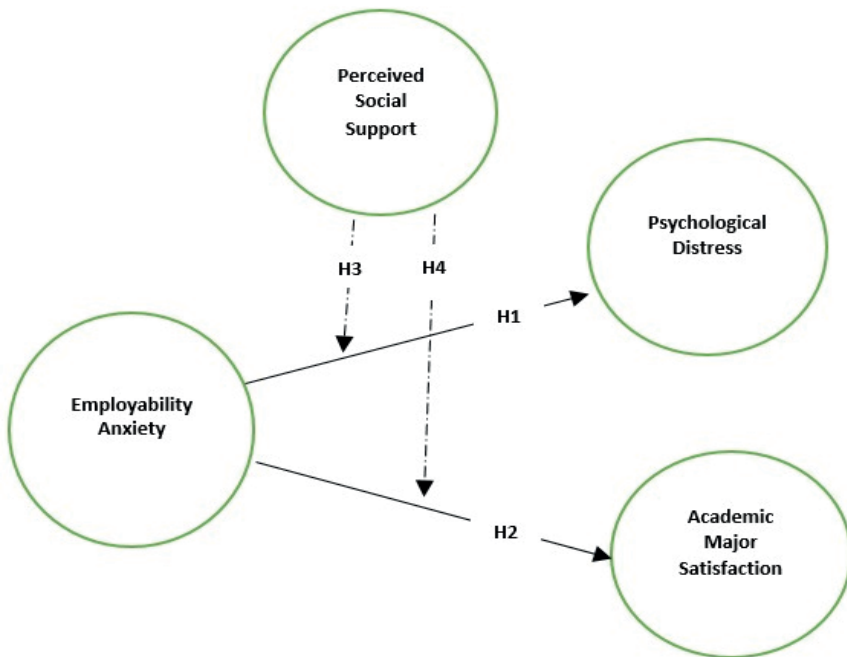 Perceived
Social
Support
Psychological
Distress
H3
H4
H1
Employability
Anxiety
H2
Academic
Major
Satisfaction